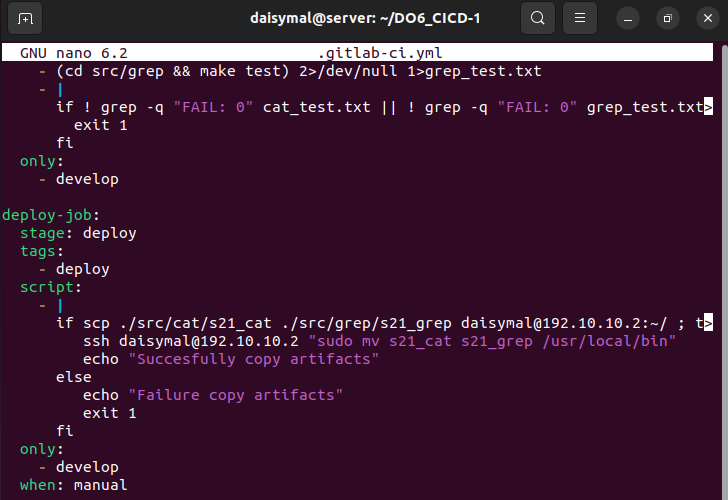 daisymal@server: ~/DO6_CICD-1
GNU nano 6.2 .gitlab-ci.yml
    - (cd src/grep && make test) 2>/dev/null 1>grep_test.txt
    - |
      if ! grep -q "FAIL: 0" cat_test.txt || ! grep -q "FAIL: 0" grep_test.txt>
        exit 1
      fi
  only:
    - develop
deploy-job:
  stage: deploy
  tags:
    - deploy
  script:
    - |
      if scp ./src/cat/s21_cat ./src/grep/s21_grep daisymal@192.10.10.2:~/ ; t>
         ssh daisymal@192.10.10.2 "sudo mv s21_cat s21_grep /usr/local/bin"
         echo "Succesfully copy artifacts"
      else
         echo "Failure copy artifacts"
         exit 1
      fi
  only:
    - develop
  when: manual